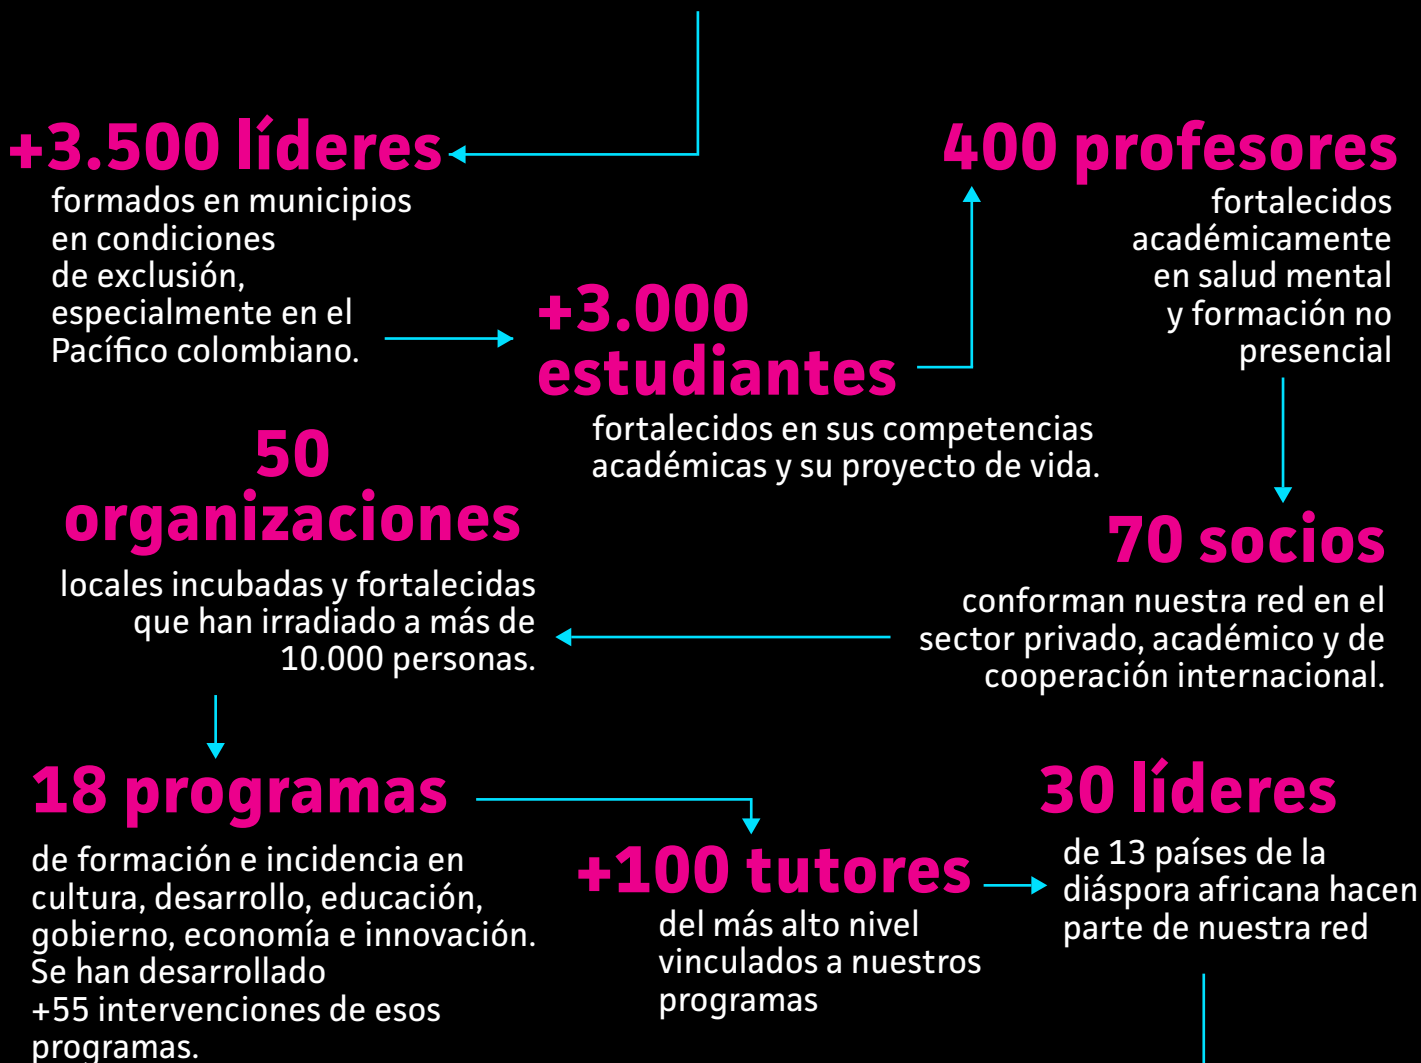 +3.500 líderes
formados en municipios
en condiciones
de exclusión,
especialmente en el
Pacífico colombiano.
+3.000
estudiantes
fortalecidos en sus competencias
académicas y su proyecto de vida.
400 profesores
fortalecidos
académicamente
en salud mental
y formación no
presencial
70 socios
conforman nuestra red en el
sector privado, académico y de
cooperación internacional.
50
organizaciones
locales incubadas y fortalecidas
que han irradiado a más de
10.000 personas.
18 programas
de formación e incidencia en
cultura, desarrollo, educación,
gobierno, economía e innovación.
Se han desarrollado
+55 intervenciones de esos
programas.
+100 tutores
del más alto nivel
vinculados a nuestros
programas
30 líderes
de 13 países de la
diáspora africana hacen
parte de nuestra red